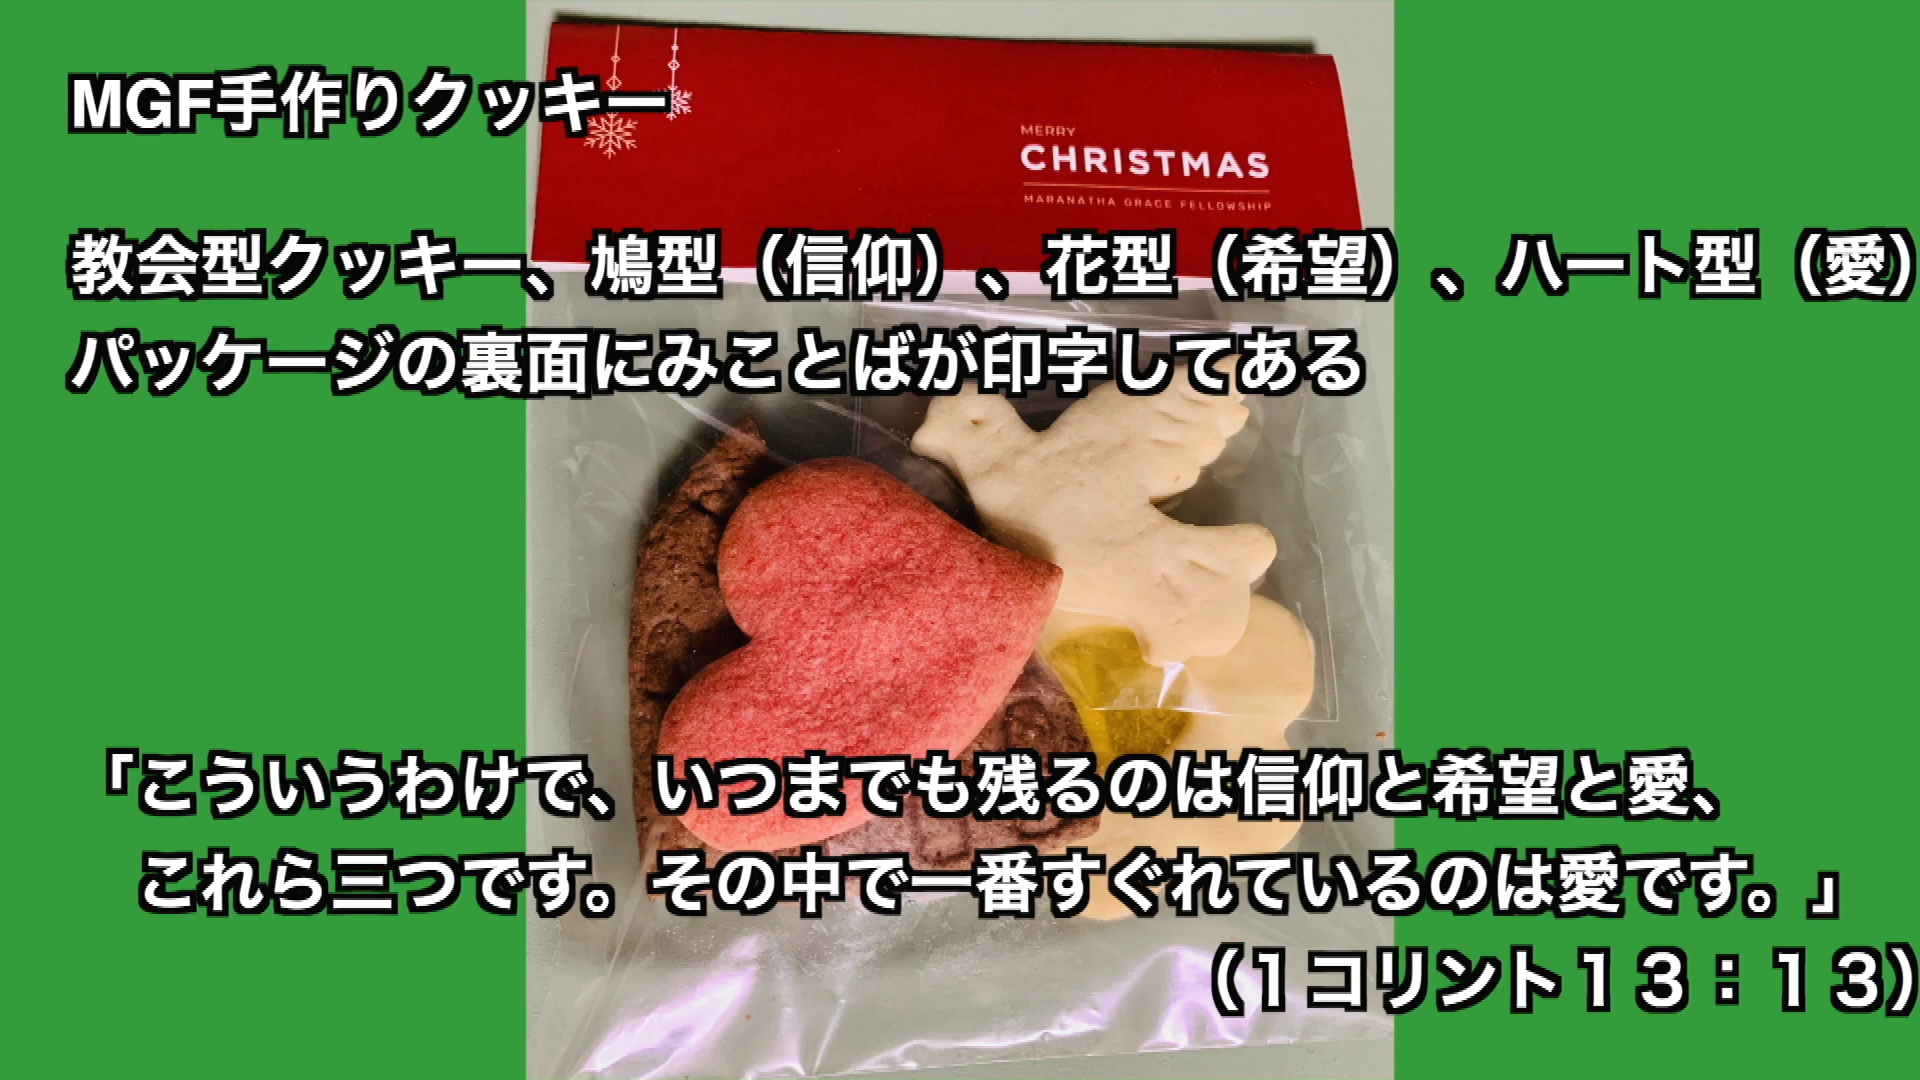 MGF手作りクッキー
MERRY
CHRISTMAS
MARANATHA GRACE FELLOWSHIP
教会型クッキー、鳩型（信仰）、花型（希望）、ハート型（愛）
パッケージの裏面にみことばが印字してある
「こういうわけで、いつまでも残るのは信仰と希望と愛、
これら三つです。その中で一番すぐれているのは愛です。」
（１コリント１３：１３）